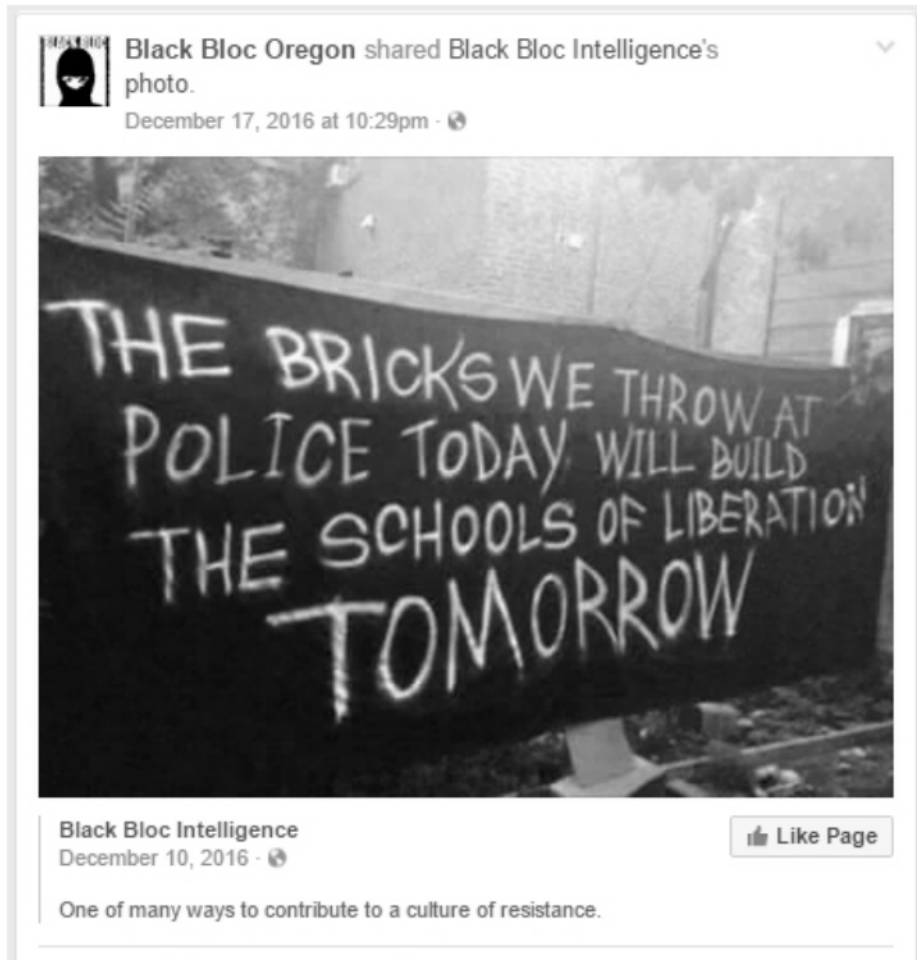 BLACK BLOC
Black Bloc Oregon shared Black Bloc Intelligence's
photo.
December 17, 2016 at 10:29pm ·
THE BRICKS WE THROW AT
POLICE TODAY WILL BUILD
THE SCHOOLS OF LIBERATION
TOMORROW
Black Bloc Intelligence
December 10, 2016 ·
Like Page
One of many ways to contribute to a culture of resistance.